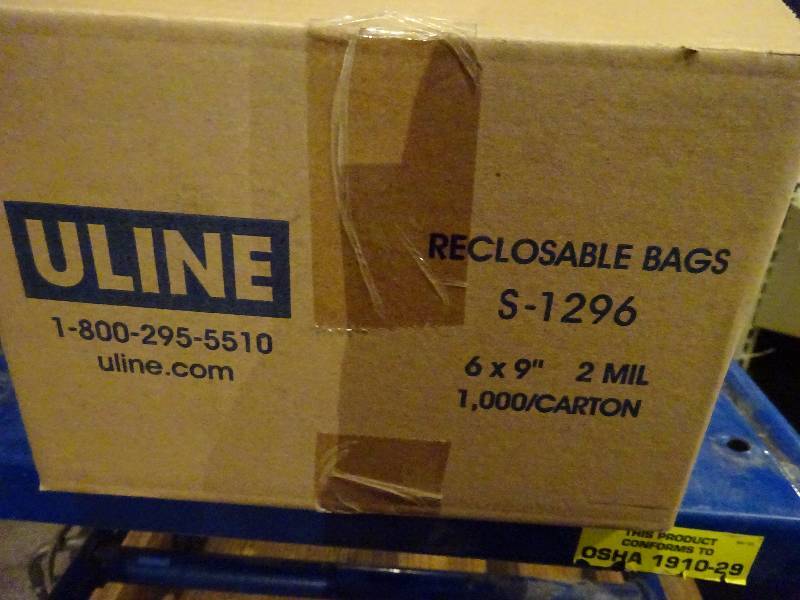 ULINE
1-800-295-5510
uline.com
RECLOSABLE BAGS
S-1296
6 x 9" 2 MIL
1,000/CARTON
THIS PRODUCT
CONFORMS TO
OSHA 1910-29